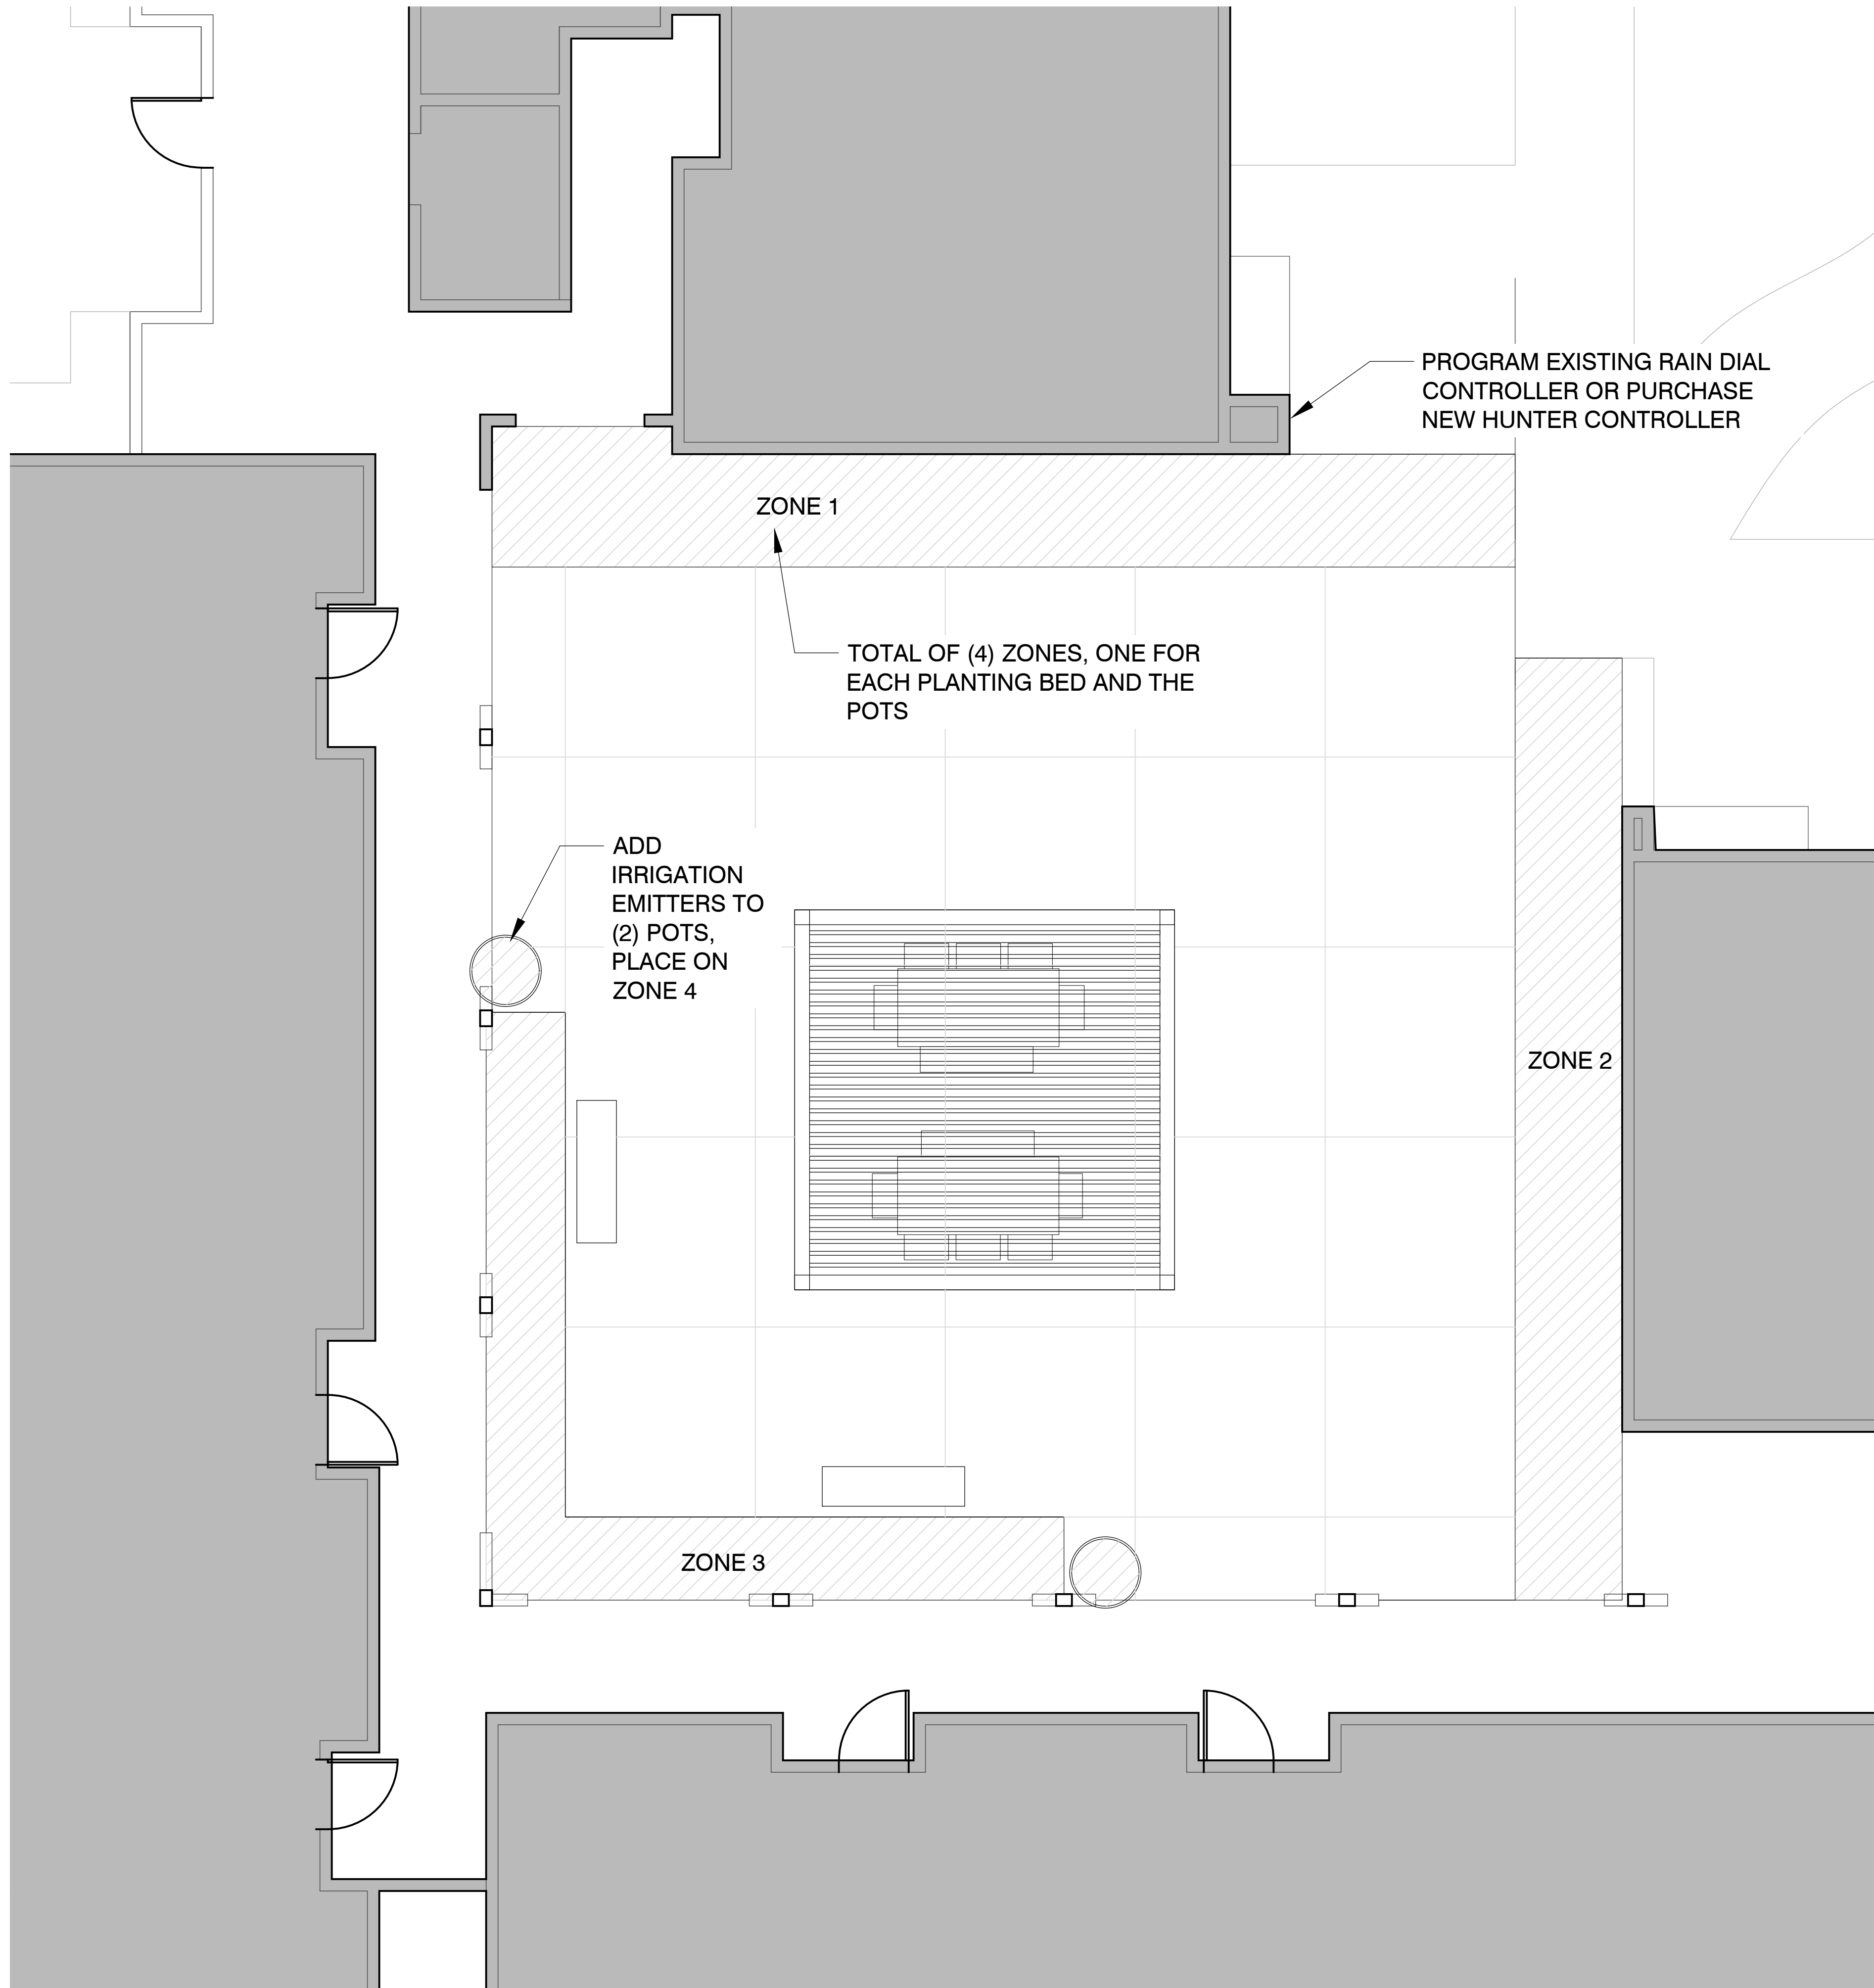 PROGRAM EXISTING RAIN DIAL
CONTROLLER OR PURCHASE
NEW HUNTER CONTROLLER
ZONE 1
TOTAL OF (4) ZONES, ONE FOR
EACH PLANTING BED AND THE
POTS
ADD
IRRIGATION
EMITTERS TO
(2) POTS,
PLACE ON
ZONE 4
ZONE 2
ZONE 3